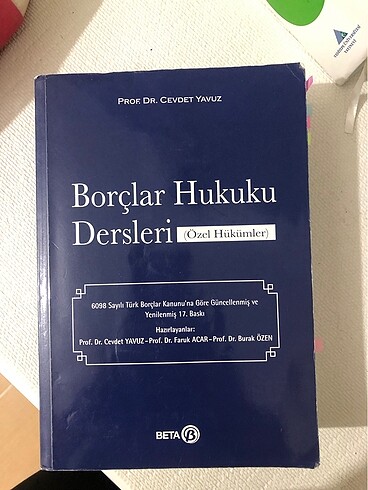 PROF. DR. CEVDET YAVUZ
Borçlar Hukuku
Dersleri (Özel Hükümler)
6098 Sayılı Türk Borçlar Kanunu'na Göre Güncellenmiş ve
Yenilenmiş 17. Baskı
Hazırlayanlar:
Prof. Dr. Cevdet YAVUZ-Prof. Dr. Faruk ACAR-Prof. Dr. Burak ÖZEN
BETA B